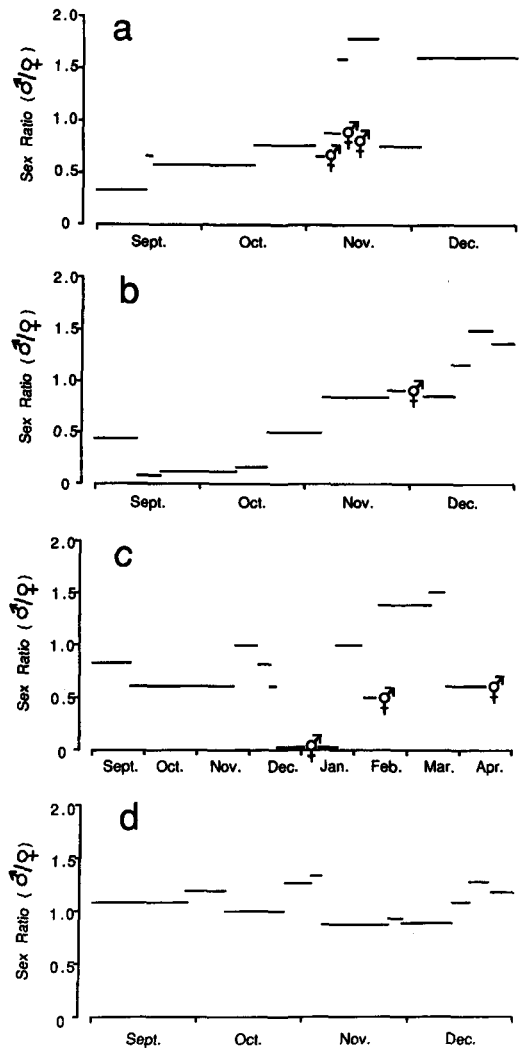 a
2.0
1.5
1.0
0.5
0
Sex Ratio (♂/♀)
Sept. Oct. Nov. Dec.
b
2.0
1.5
1.0
0.5
0
Sex Ratio (♂/♀)
Sept. Oct. Nov. Dec.
c
2.0
1.5
1.0
0.5
0
Sex Ratio (♂/♀)
Sept. Oct. Nov. Dec. Jan. Feb. Mar. Apr.
d
2.0
1.5
1.0
0.5
0
Sex Ratio (♂/♀)
Sept. Oct. Nov. Dec.